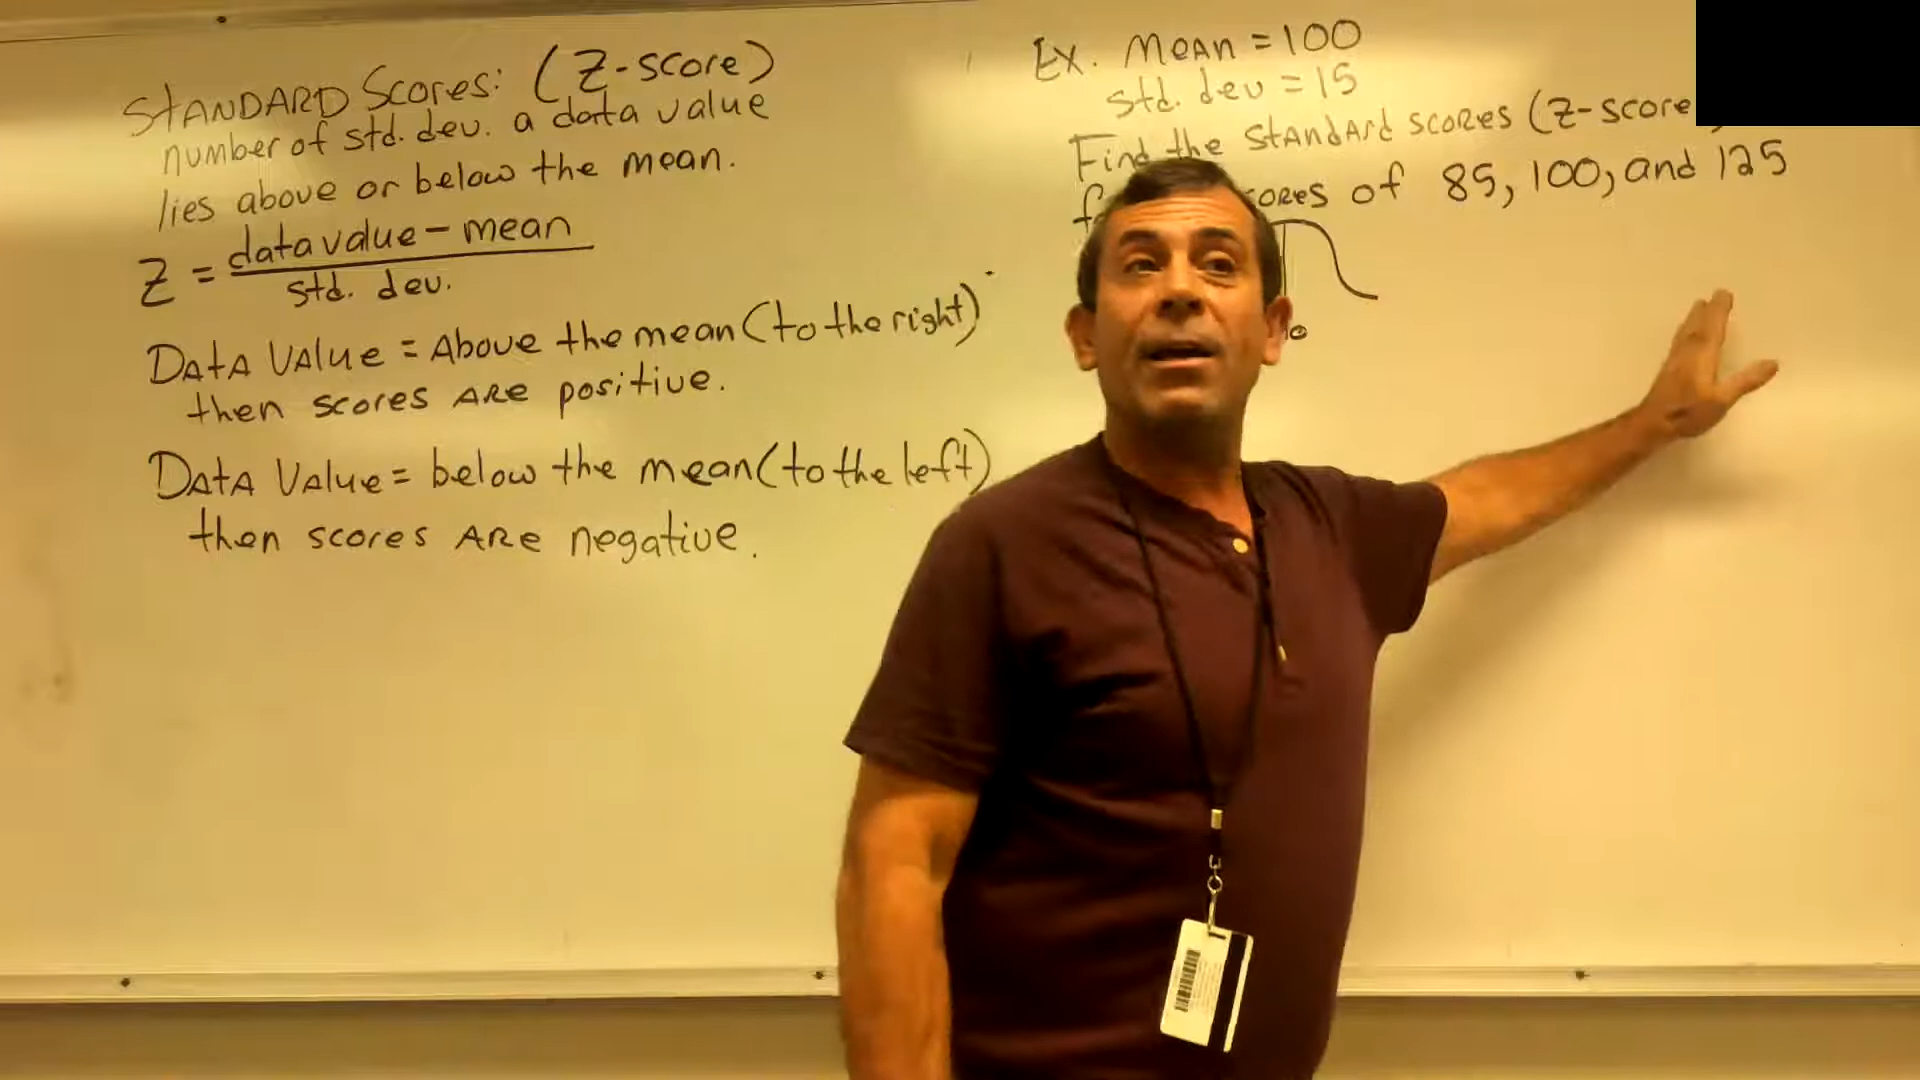 STANDARD Scores: (Z-score)
number of std. dev. a data value
lies above or below the mean.
Z = data value - mean
std. dev.
DATA VALUE = Above the mean (to the right)
then scores ARE positive.
DATA VALUE = below the mean (to the left)
then scores ARE negative.
Ex. MEAN = 100
std. dev = 15
Find the STANDARD SCORES (Z-score
of 85, 100, and 125